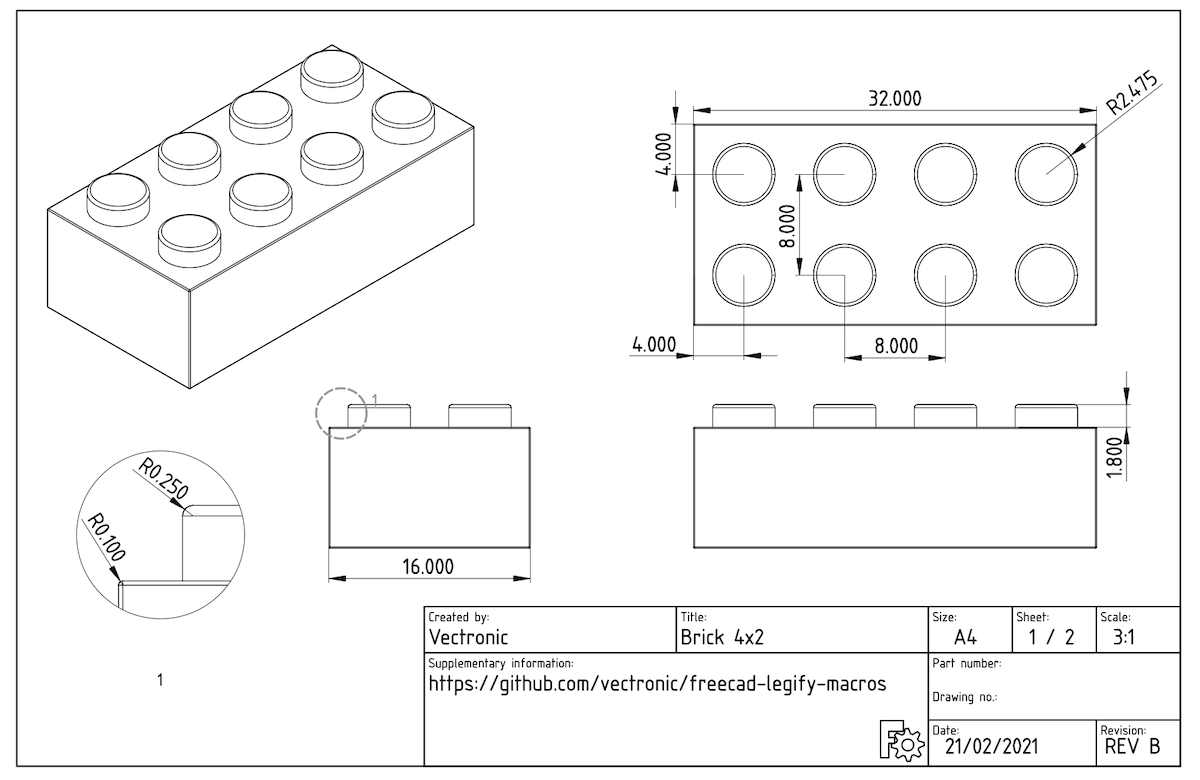 32.000
R2.475
4.000
8.000
4.000
8.000
1
1.800
R0.250
R0.100
16.000
1
Created by:
Vectronic
Title:
Brick 4x2
Size:
A4
Sheet:
1 / 2
Scale:
3:1
Supplementary information:
https://github.com/vectronic/freecad-legify-macros
Part number:
Drawing no.:
Date:
21/02/2021
Revision:
REV B